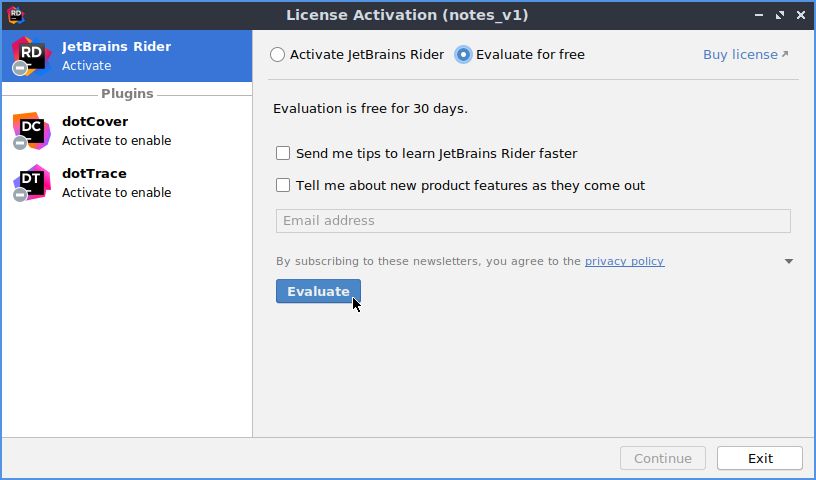 License Activation (notes_v1)
RD
JetBrains Rider
Activate
Plugins
DC
dotCover
Activate to enable
DT
dotTrace
Activate to enable
Activate JetBrains Rider
Evaluate for free
Buy license
Evaluation is free for 30 days.
Send me tips to learn JetBrains Rider faster
Tell me about new product features as they come out
Email address
By subscribing to these newsletters, you agree to the privacy policy
Evaluate
Continue
Exit